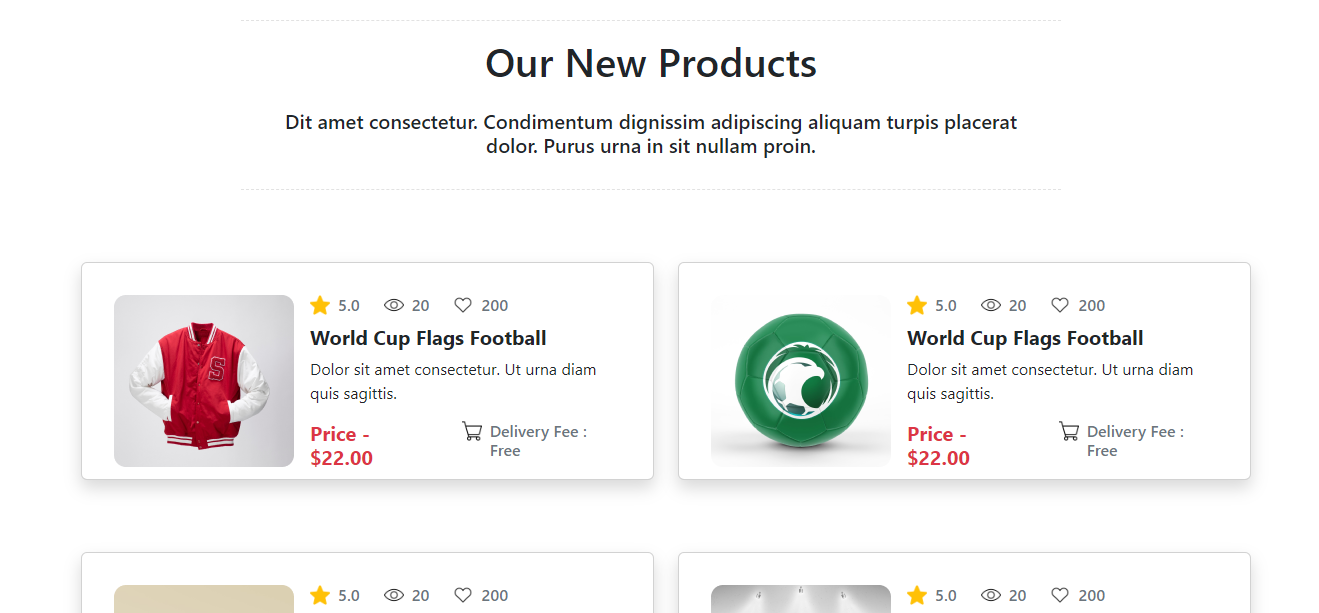 Our New Products
Dit amet consectetur. Condimentum dignissim adipiscing aliquam turpis placerat
dolor. Purus urna in sit nullam proin.
5.0 20 200
World Cup Flags Football
Dolor sit amet consectetur. Ut urna diam
quis sagittis.
Price -
$22.00
Delivery Fee :
Free
S
5.0 20 200
World Cup Flags Football
Dolor sit amet consectetur. Ut urna diam
quis sagittis.
Price -
$22.00
Delivery Fee :
Free
5.0 20 200
5.0 20 200